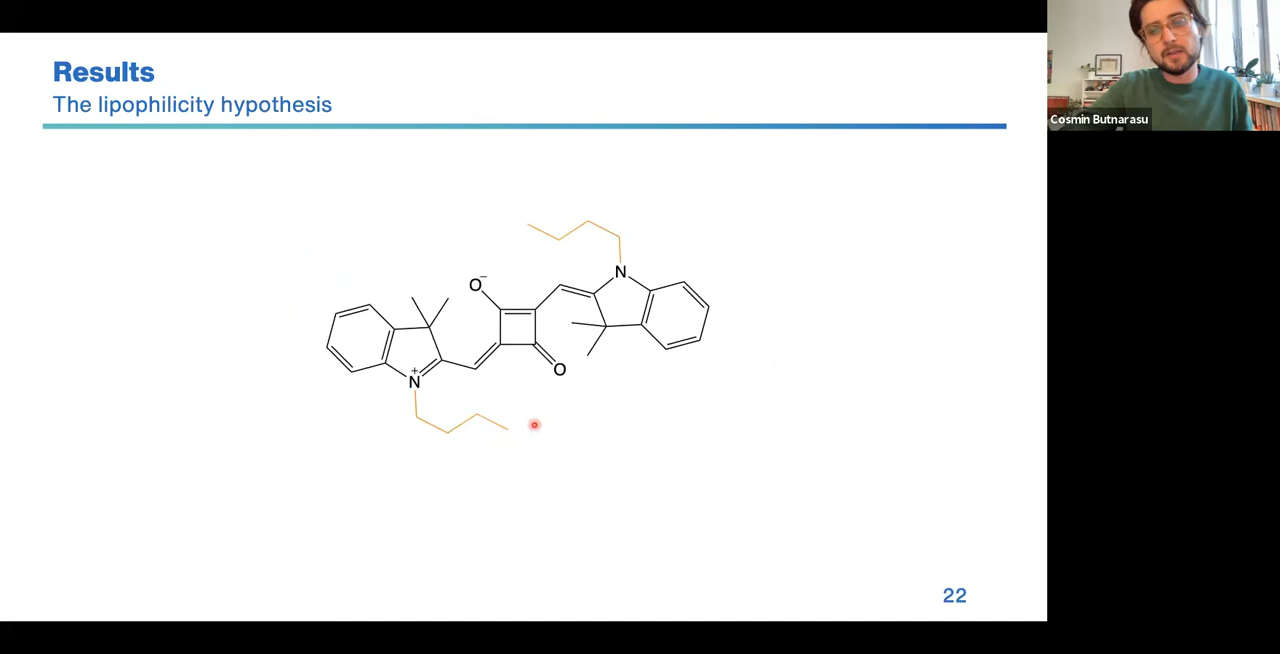 Results
The lipophilicity hypothesis
Cosmin Butnarasu
N
O−
O
+
N
22